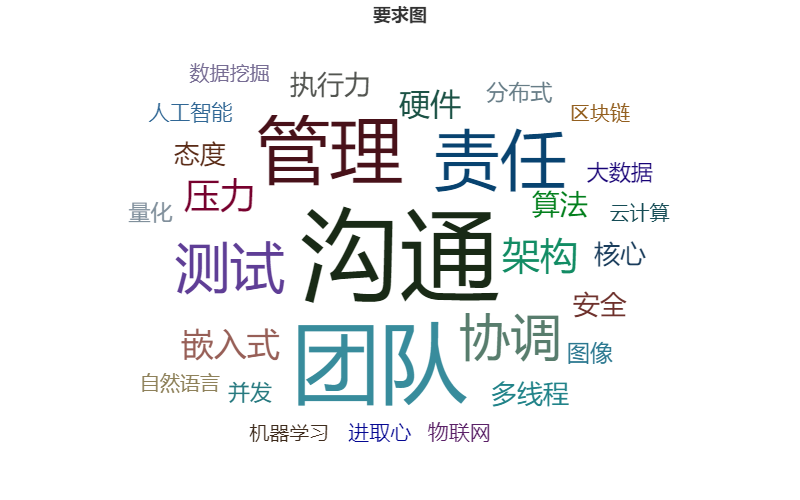 要求图
数据挖掘
执行力
硬件
分布式
人工智能
区块链
管理
责任
态度
大数据
压力
算法
量化
云计算
沟通
测试
架构
核心
安全
嵌入式
团队
协调
图像
自然语言
并发
多线程
机器学习
进取心
物联网